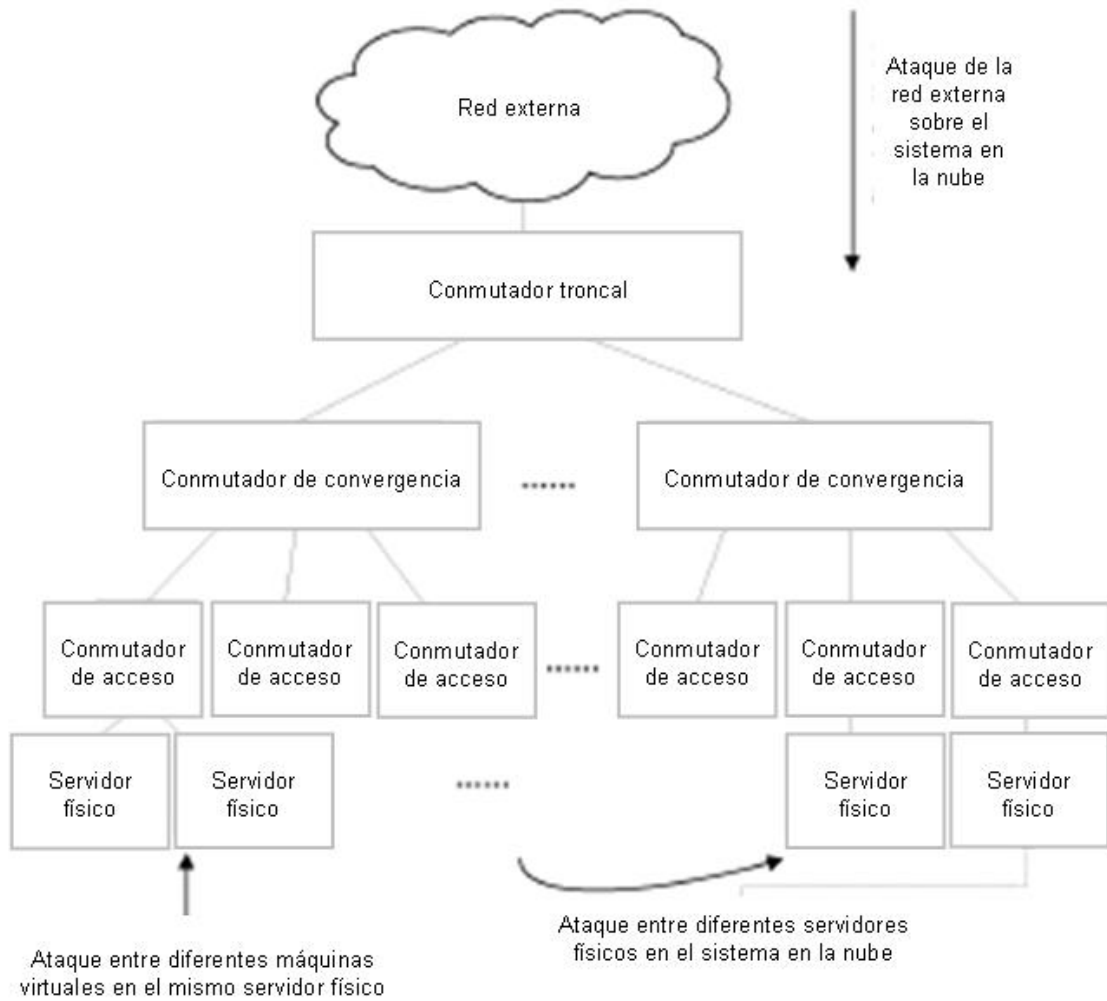 Red externa
Ataque de la
red externa
sobre el
sistema en
la nube
Conmutador troncal
Conmutador de convergencia
......
Conmutador de convergencia
Conmutador
de acceso
Conmutador
de acceso
Conmutador
de acceso
......
Conmutador
de acceso
Conmutador
de acceso
Conmutador
de acceso
Servidor
físico
Servidor
físico
......
Servidor
físico
Servidor
físico
Ataque entre diferentes máquinas
virtuales en el mismo servidor físico
Ataque entre diferentes servidores
físicos en el sistema en la nube